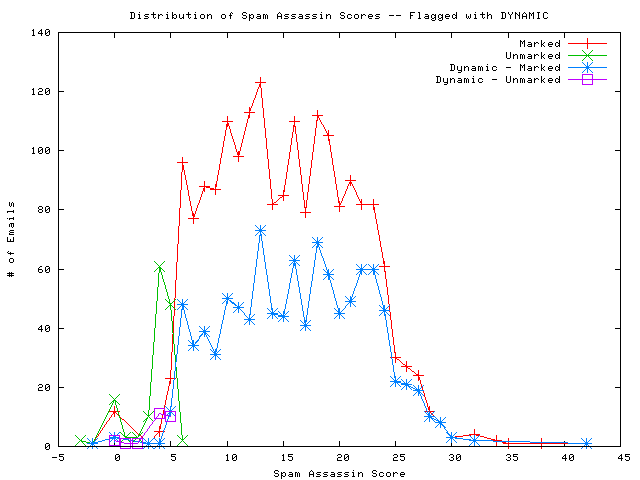 Distribution of Spam Assassin Scores -- Flagged with DYNAMIC
140
120
100
80
60
40
20
0
# of Emails
Marked
Unmarked
Dynamic - Marked
Dynamic - Unmarked
-5 0 5 10 15 20 25 30 35 40 45
Spam Assassin Score